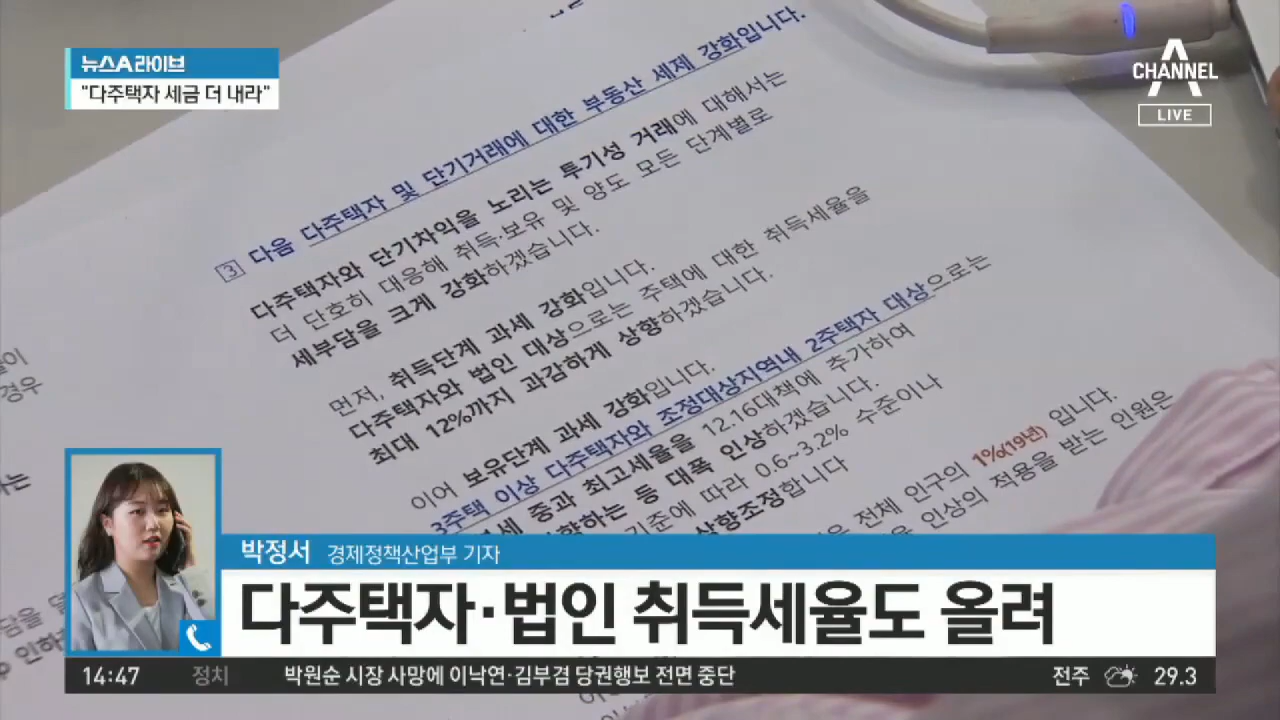 뉴스A 라이브
"다주택자 세금 더 내라"
CHANNEL A
LIVE
3 다음 다주택자 및 단기거래에 대한 부동산 세제 강화입니다.
다주택자와 단기차익을 노리는 투기성 거래에 대해서는
더 단호히 대응해 취득·보유 및 양도 모든 단계별로
세부담을 크게 강화하겠습니다.
먼저, 취득단계 과세 강화입니다.
다주택자와 법인 대상으로는 주택에 대한 취득세율을
최대 12%까지 과감하게 상향하겠습니다.
이어 보유단계 과세 강화입니다.
3주택 이상 다주택자와 조정대상지역내 2주택자 대상으로는
중과 최고세율을 12.16대책에 추가하여
하는 등 대폭 인상하겠습니다.
기준에 따라 0.6~3.2% 수준이나
상향조정합니다
전체 인구의 1%(19년) 입니다.
인상의 적용을 받는 인원은
경우
박정서 경제정책산업부 기자
다주택자·법인 취득세율도 올려
14:47 정치 박원순 시장 사망에 이낙연·김부겸 당권행보 전면 중단 전주 29.3